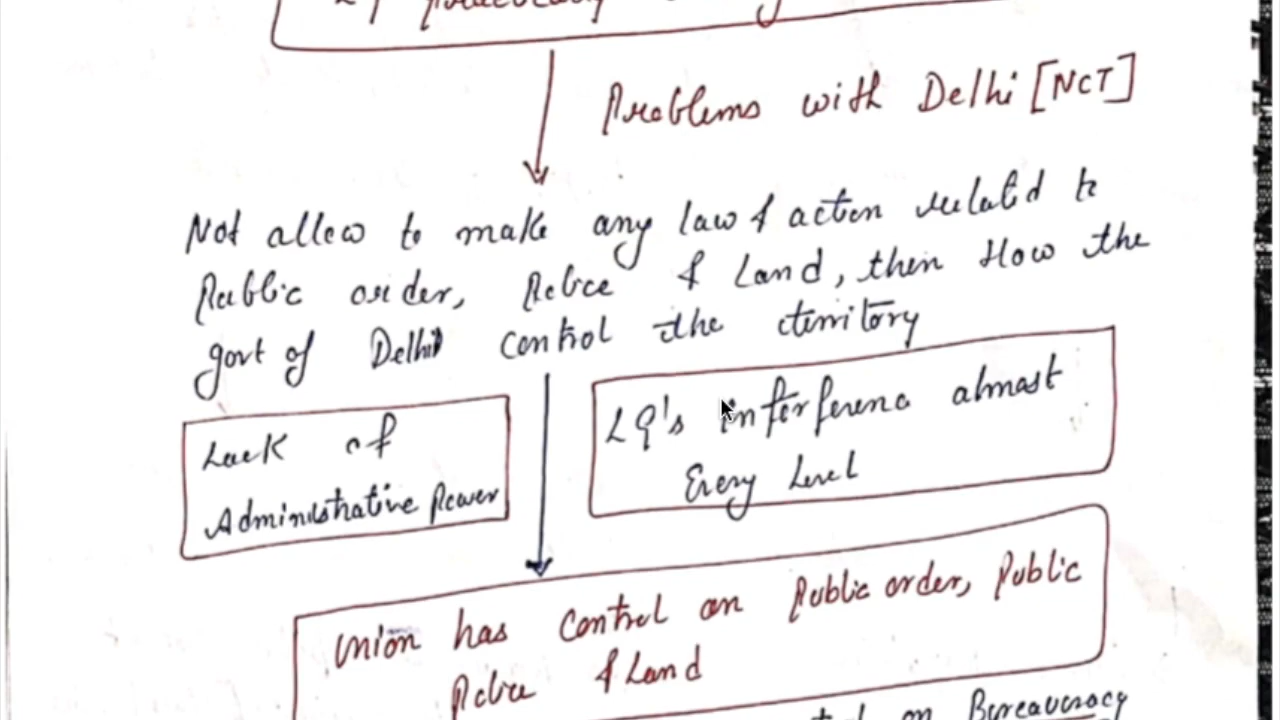 Problems with Delhi [NCT]
Not allow to make any law & action related to
Public order, Police & Land, then How the
govt of Delhi control the territory
Lack of
Administrative Power
LG's interference almost
Every Level
Union has Control on Public order, Public
Police & Land
on Bureaucracy